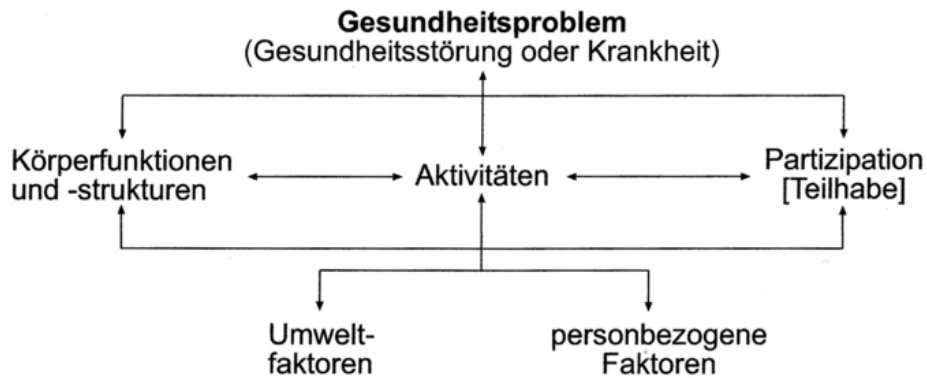 Gesundheitsproblem
(Gesundheitsstörung oder Krankheit)
Körperfunktionen
und -strukturen
Aktivitäten
Partizipation
[Teilhabe]
Umwelt-
faktoren
personbezogene
Faktoren